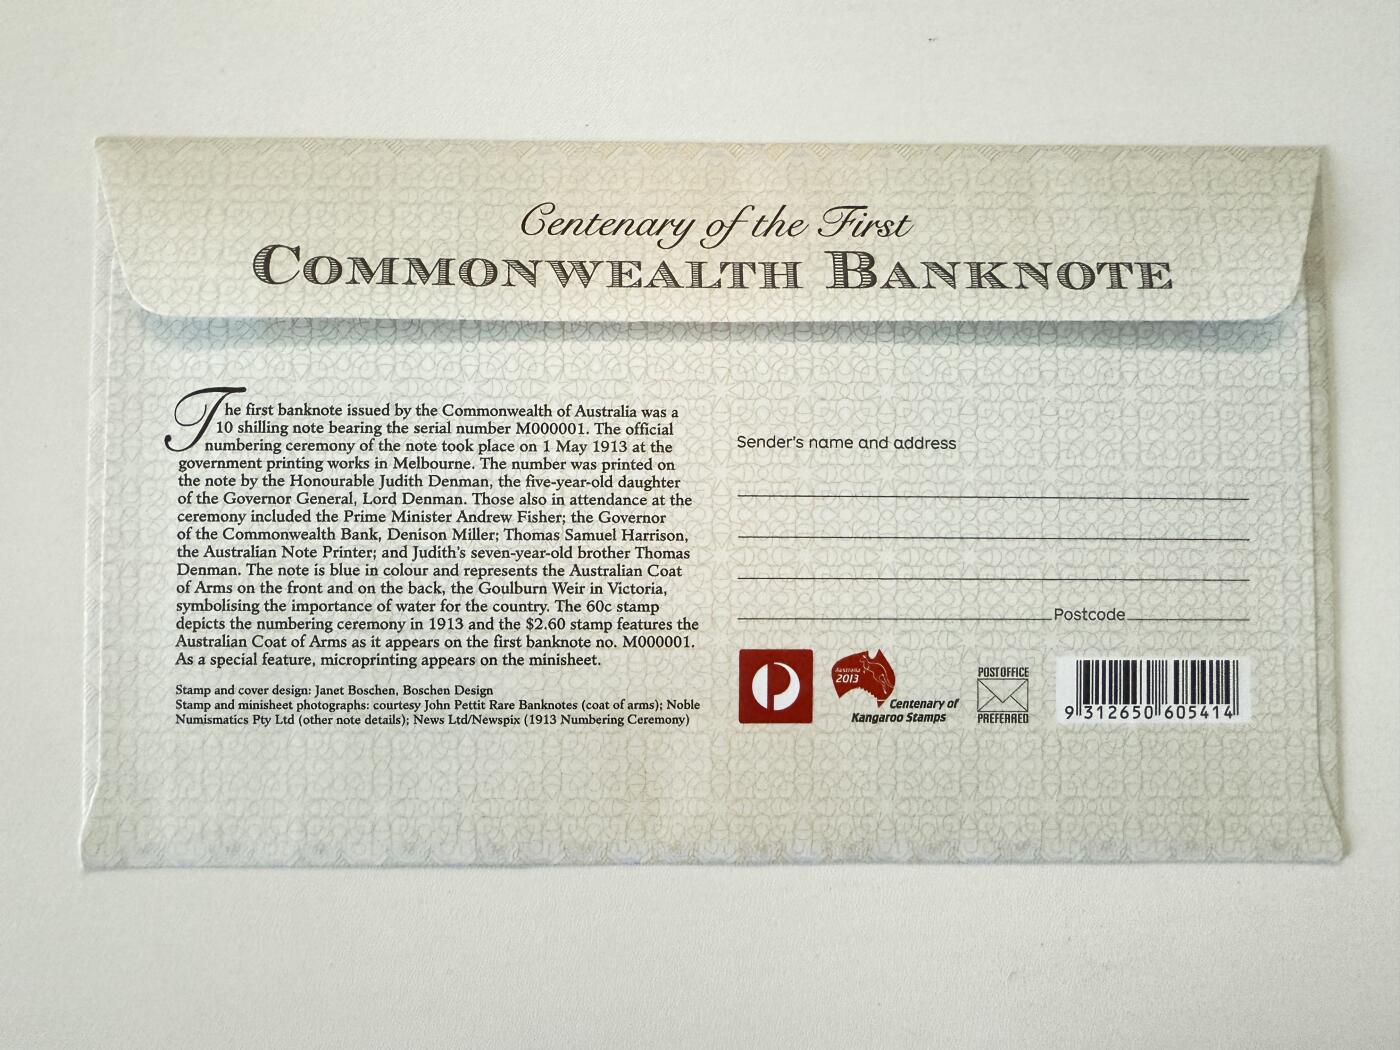 Centenary of the First
COMMONWEALTH BANKNOTE
The first banknote issued by the Commonwealth of Australia was a
10 shilling note bearing the serial number M000001. The official
numbering ceremony of the note took place on 1 May 1913 at the
government printing works in Melbourne. The number was printed on
the note by the Honourable Judith Denman, the five-year-old daughter
of the Governor General, Lord Denman. Those also in attendance at the
ceremony included the Prime Minister Andrew Fisher; the Governor
of the Commonwealth Bank, Denison Miller; Thomas Samuel Harrison,
the Australian Note Printer; and Judith's seven-year-old brother Thomas
Denman. The note is blue in colour and represents the Australian Coat
of Arms on the front and on the back, the Goulburn Weir in Victoria,
symbolising the importance of water for the country. The 60c stamp
depicts the numbering ceremony in 1913 and the $2.60 stamp features the
Australian Coat of Arms as it appears on the first banknote no. M000001.
As a special feature, microprinting appears on the minisheet.
Stamp and cover design: Janet Boschen, Boschen Design
Stamp and minisheet photographs: courtesy John Pettit Rare Banknotes (coat of arms); Noble
Numismatics Pty Ltd (other note details); News Ltd/Newspix (1913 Numbering Ceremony)
Sender's name and address
Postcode
Australia
2013
Centenary of
Kangaroo Stamps
POST OFFICE
PREFERRED
9 312650 605414